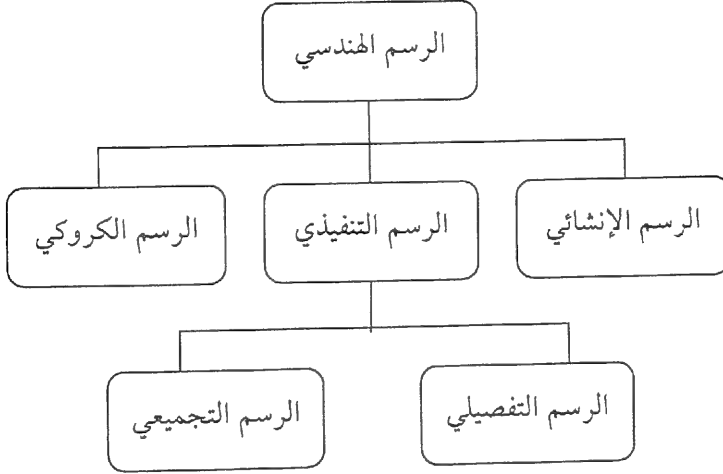 الرسم الهندسي
الرسم الإنشائي
الرسم التنفيذي
الرسم الكروكي
الرسم التفصيلي
الرسم التجميعي